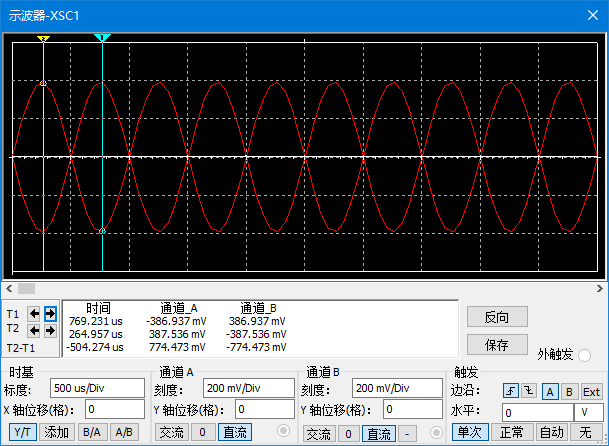 示波器-XSC1
2 1
时间 通道_A 通道_B
T1 769.231 us -386.937 mV 386.937 mV
T2 264.957 us 387.536 mV -387.536 mV
T2-T1 -504.274 us 774.473 mV -774.473 mV
反向
保存
外触发
时基 通道 A 通道 B 触发
标度: 500 us/Div 刻度: 200 mV/Div 刻度: 200 mV/Div 边沿: A B Ext
X 轴位移(格): 0 Y 轴位移(格): 0 Y 轴位移(格): 0 水平: 0 V
Y/T 添加 B/A A/B 交流 0 直流 交流 0 直流 - 单次 正常 自动 无